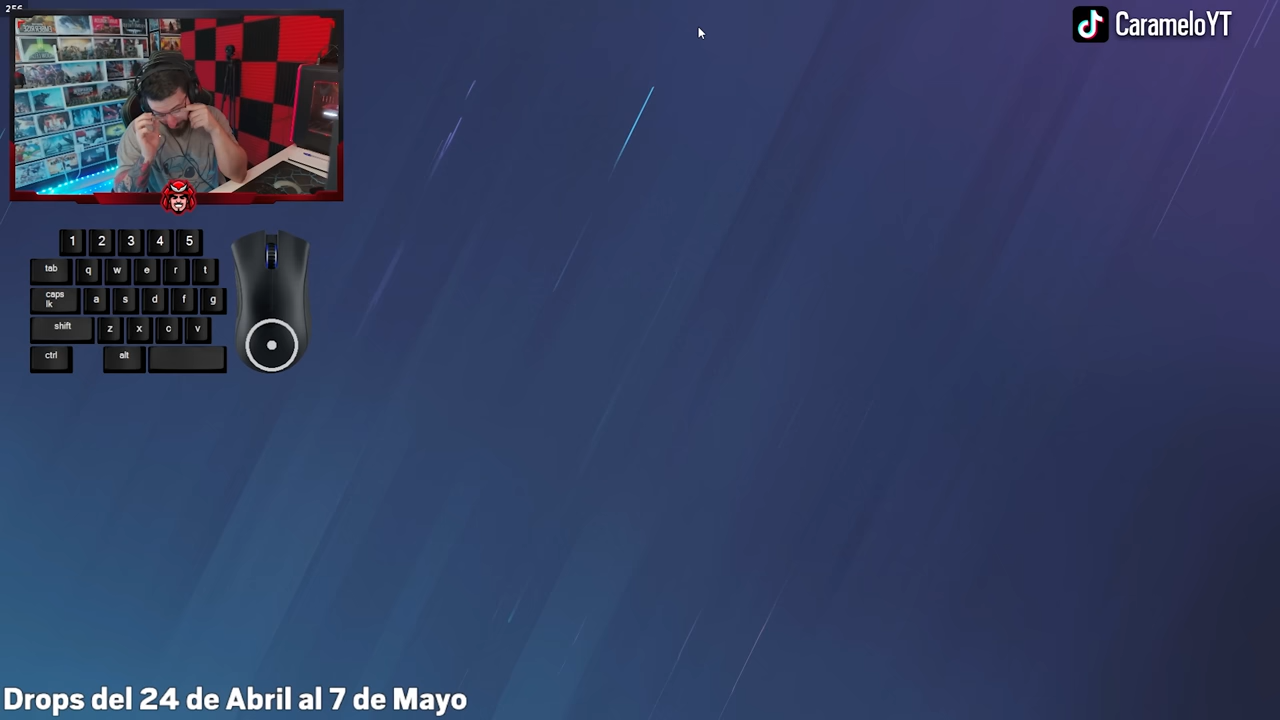 256
CarameloYT
1 2 3 4 5
tab q w e r t
caps lk a s d f g
shift z x c v
ctrl alt
Drops del 24 de Abril al 7 de Mayo